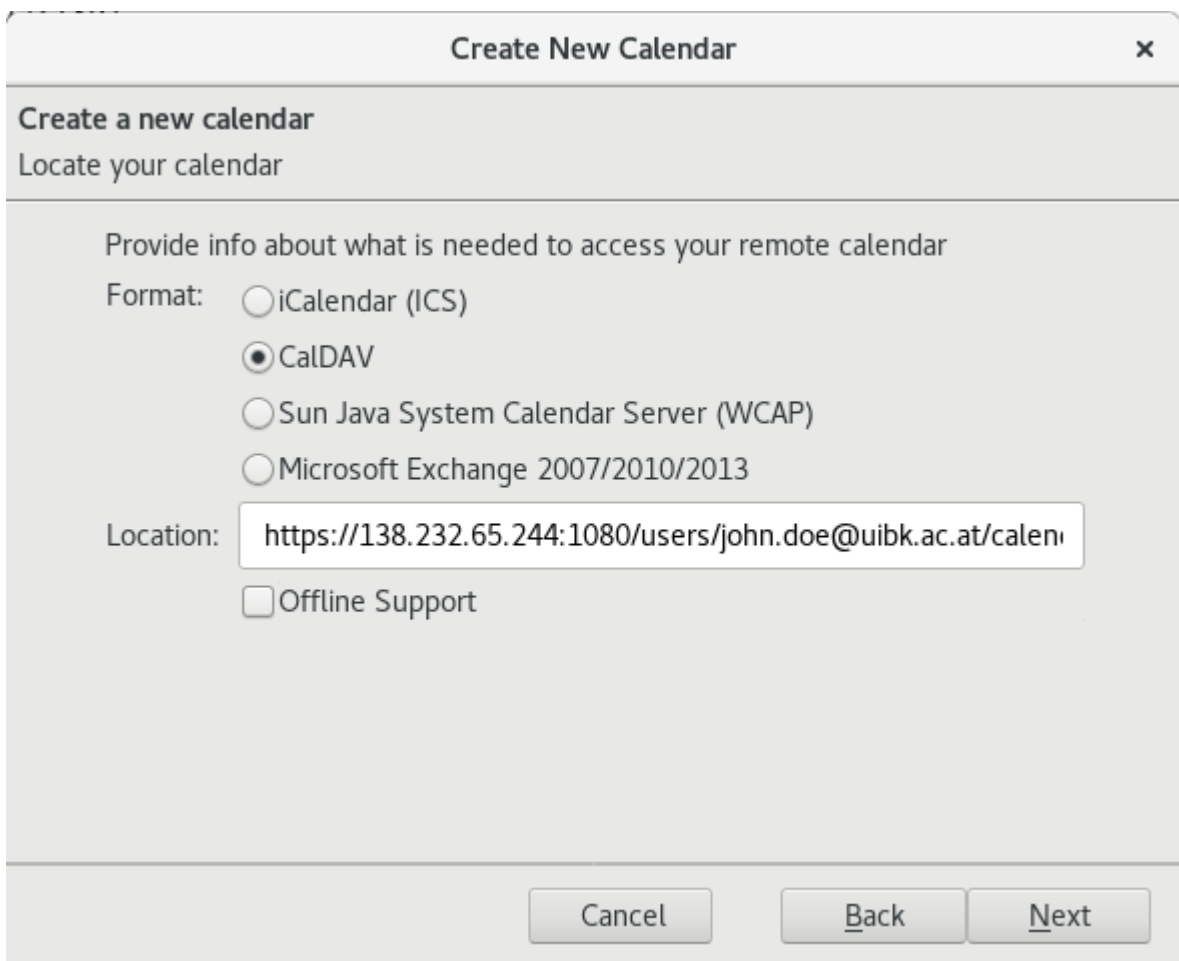 Create New Calendar
Create a new calendar
Locate your calendar
Provide info about what is needed to access your remote calendar
Format: iCalendar (ICS)
CalDAV
Sun Java System Calendar Server (WCAP)
Microsoft Exchange 2007/2010/2013
Location: https://138.232.65.244:1080/users/john.doe@uibk.ac.at/calen
Offline Support
Cancel Back Next